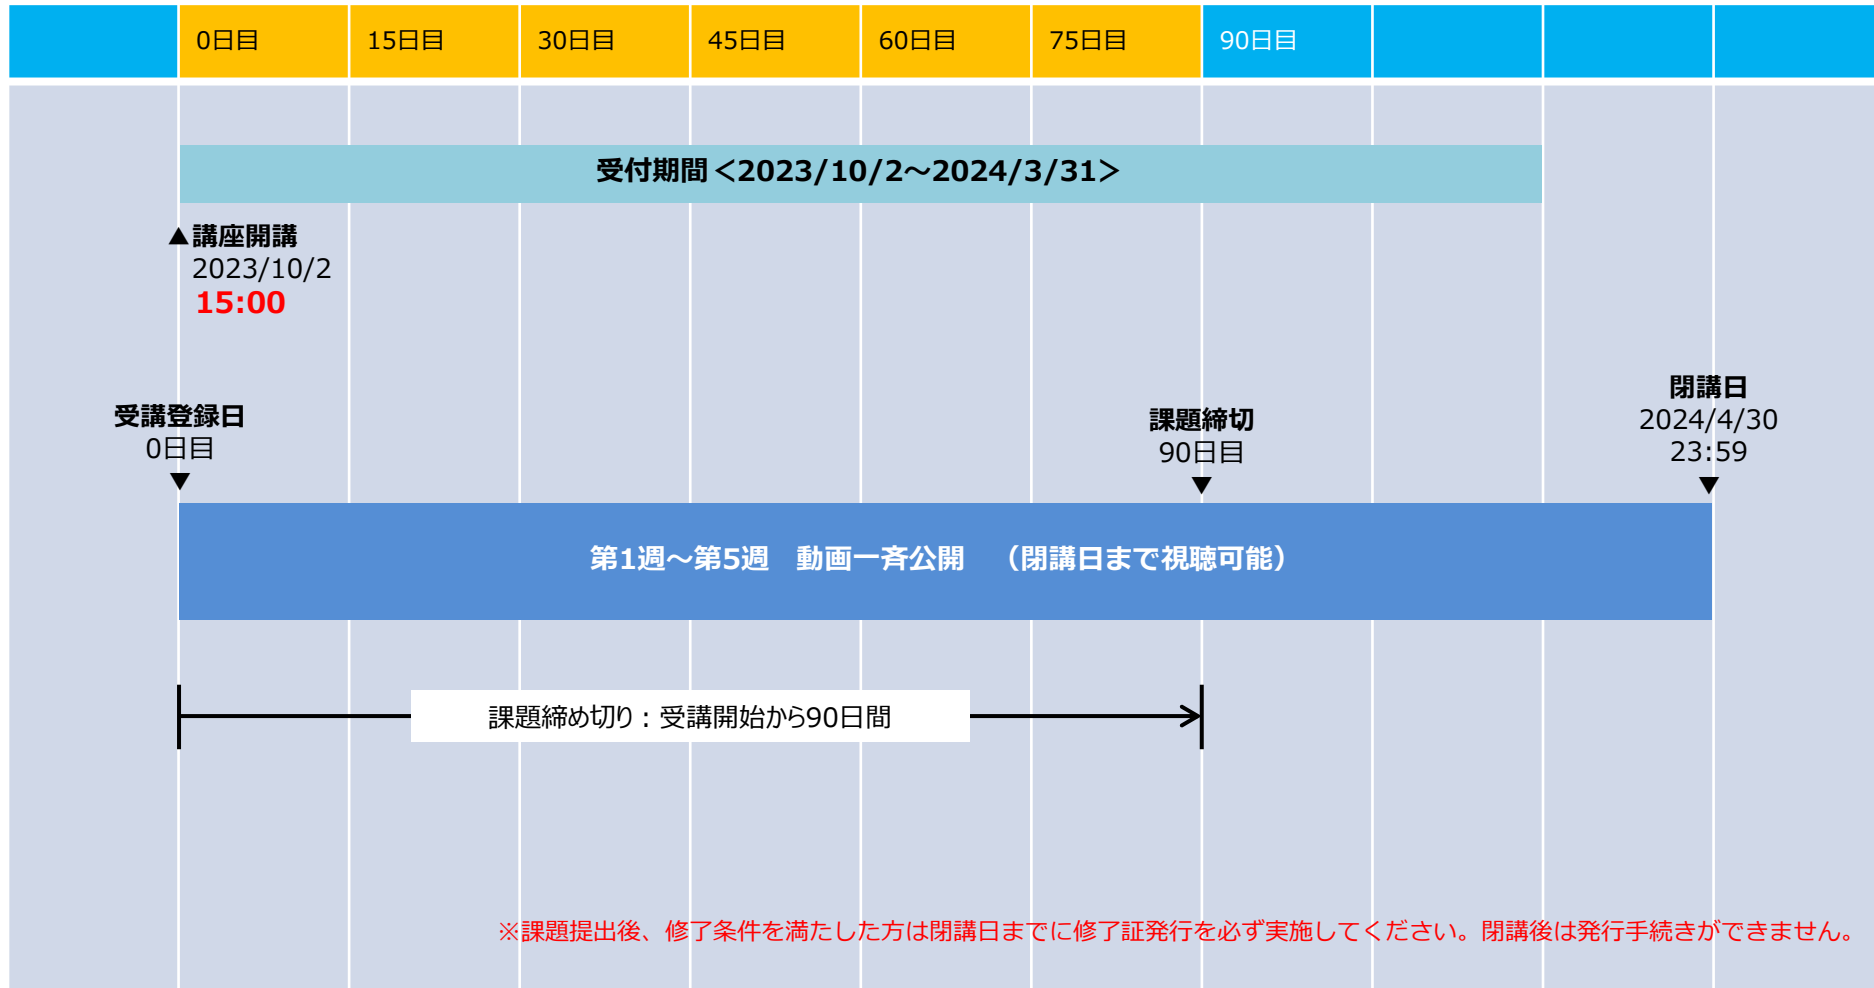 0日目 15日目 30日目 45日目 60日目 75日目 90日目
受付期間＜2023/10/2～2024/3/31＞
▲講座開講
2023/10/2
15:00
受講登録日
0日目
▼
課題締切
90日目
▼
閉講日
2024/4/30
23:59
▼
第1週～第5週　動画一斉公開　（閉講日まで視聴可能）
課題締め切り：受講開始から90日間
※課題提出後、修了条件を満たした方は閉講日までに修了証発行を必ず実施してください。閉講後は発行手続きができません。